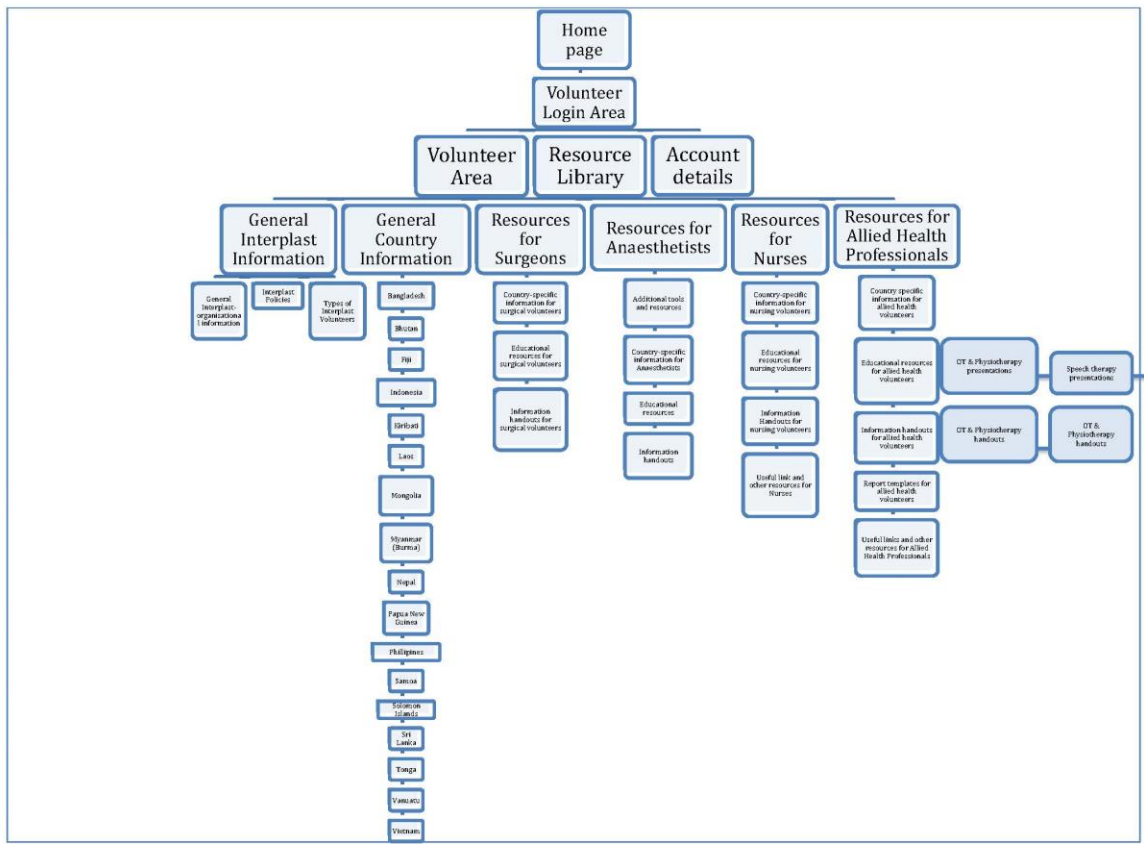 Home
page
Volunteer
Login Area
Volunteer
Area
Resource
Library
Account
details
General
Interplast
Information
General
Country
Information
Resources
for
Surgeons
Resources for
Anaesthetists
Resources
for
Nurses
Resources for
Allied Health
Professionals
General
Interplast-
organisationa
l information
Interplast
Policies
Types of
Interplast
Volunteers
Bangladesh
Bhutan
Fiji
Indonesia
Kiribati
Laos
Mongolia
Myanmar
(Burma)
Nepal
Papua New
Guinea
Phillipines
Samoa
Solomon
Islands
Sri
Lanka
Tonga
Vanuatu
Vietnam
Country-specific
information for
surgical volunteers
Educational
resources for
surgical volunteers
Information
handouts for
surgical volunteers
Additional tools
and resources
Country-specific
information for
Anaesthetists
Educational
resources
Information
handouts
Country-specific
information for
nursing volunteers
Educational
resources for
nursing volunteers
Information
Handouts for
nursing volunteers
Useful link and
other resources for
Nurses
Country specific
information for
allied health
volunteers
Educational resources
for allied health
volunteers
OT & Physiotherapy
presentations
Speech therapy
presentations
Information handouts
for allied health
volunteers
OT & Physiotherapy
handouts
OT &
Physiotherapy
handouts
Report templates for
allied health
volunteers
Useful links and other
resources for Allied
Health Professionals